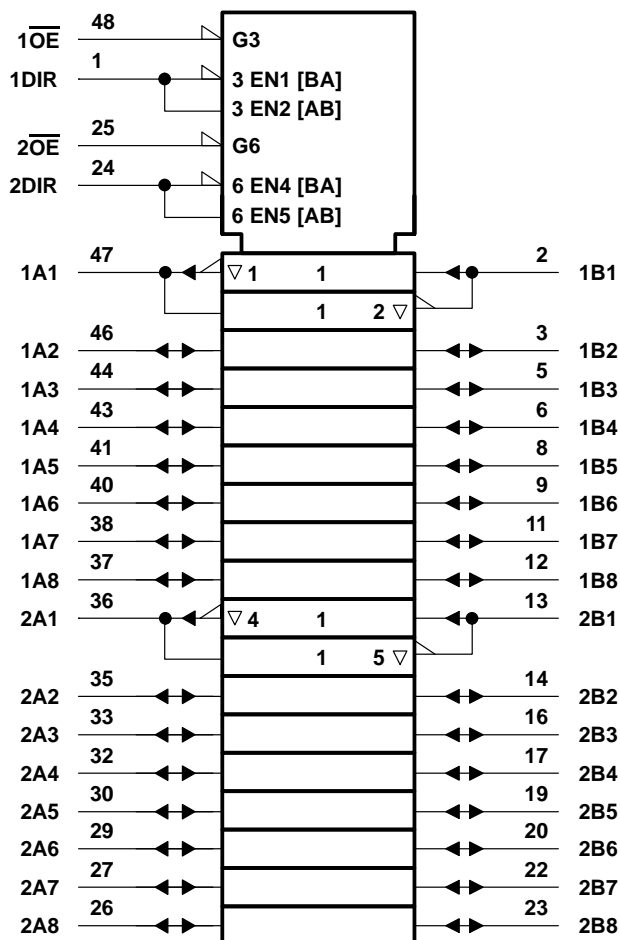 48
1OE G3
1
1DIR 3 EN1 [BA]
3 EN2 [AB]
25
2OE G6
24
2DIR 6 EN4 [BA]
6 EN5 [AB]
47 2
1A1 ▽ 1 1 1B1
1 2 ▽
46 3
1A2 1B2
44 5
1A3 1B3
43 6
1A4 1B4
41 8
1A5 1B5
40 9
1A6 1B6
38 11
1A7 1B7
37 12
1A8 1B8
36 13
2A1 ▽ 4 1 2B1
1 5 ▽
35 14
2A2 2B2
33 16
2A3 2B3
32 17
2A4 2B4
30 19
2A5 2B5
29 20
2A6 2B6
27 22
2A7 2B7
26 23
2A8 2B8